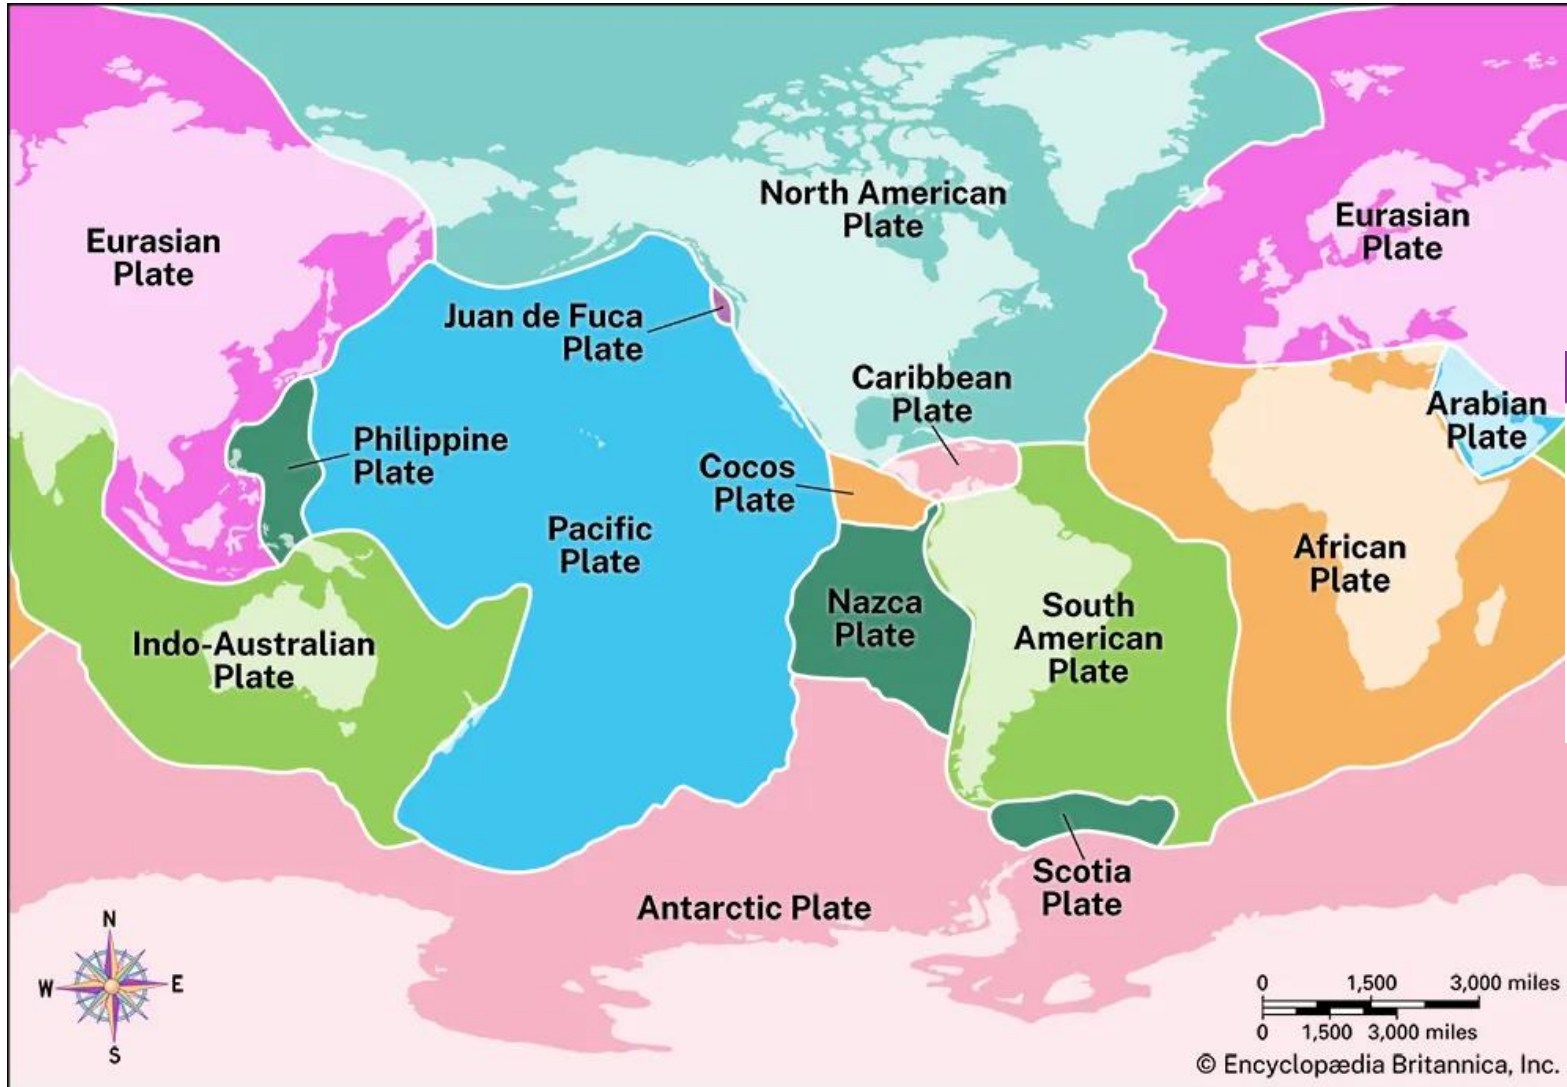 North American
Plate
Eurasian
Plate
Eurasian
Plate
Juan de Fuca
Plate
Caribbean
Plate
Arabian
Plate
Philippine
Plate
Cocos
Plate
Pacific
Plate
African
Plate
Nazca
Plate
South
American
Plate
Indo-Australian
Plate
Scotia
Plate
Antarctic Plate
N
W
E
S
0 1,500 3,000 miles
0 1,500 3,000 miles
© Encyclopædia Britannica, Inc.